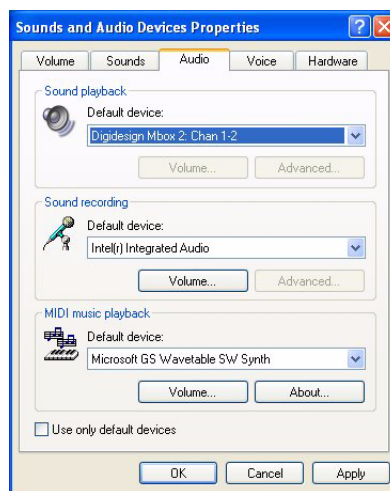 Sounds and Audio Devices Properties
Volume Sounds Audio Voice Hardware
Sound playback
Default device:
Digidesign Mbox 2: Chan 1-2
Volume... Advanced...
Sound recording
Default device:
Intel(r) Integrated Audio
Volume... Advanced...
MIDI music playback
Default device:
Microsoft GS Wavetable SW Synth
Volume... About...
Use only default devices
OK Cancel Apply